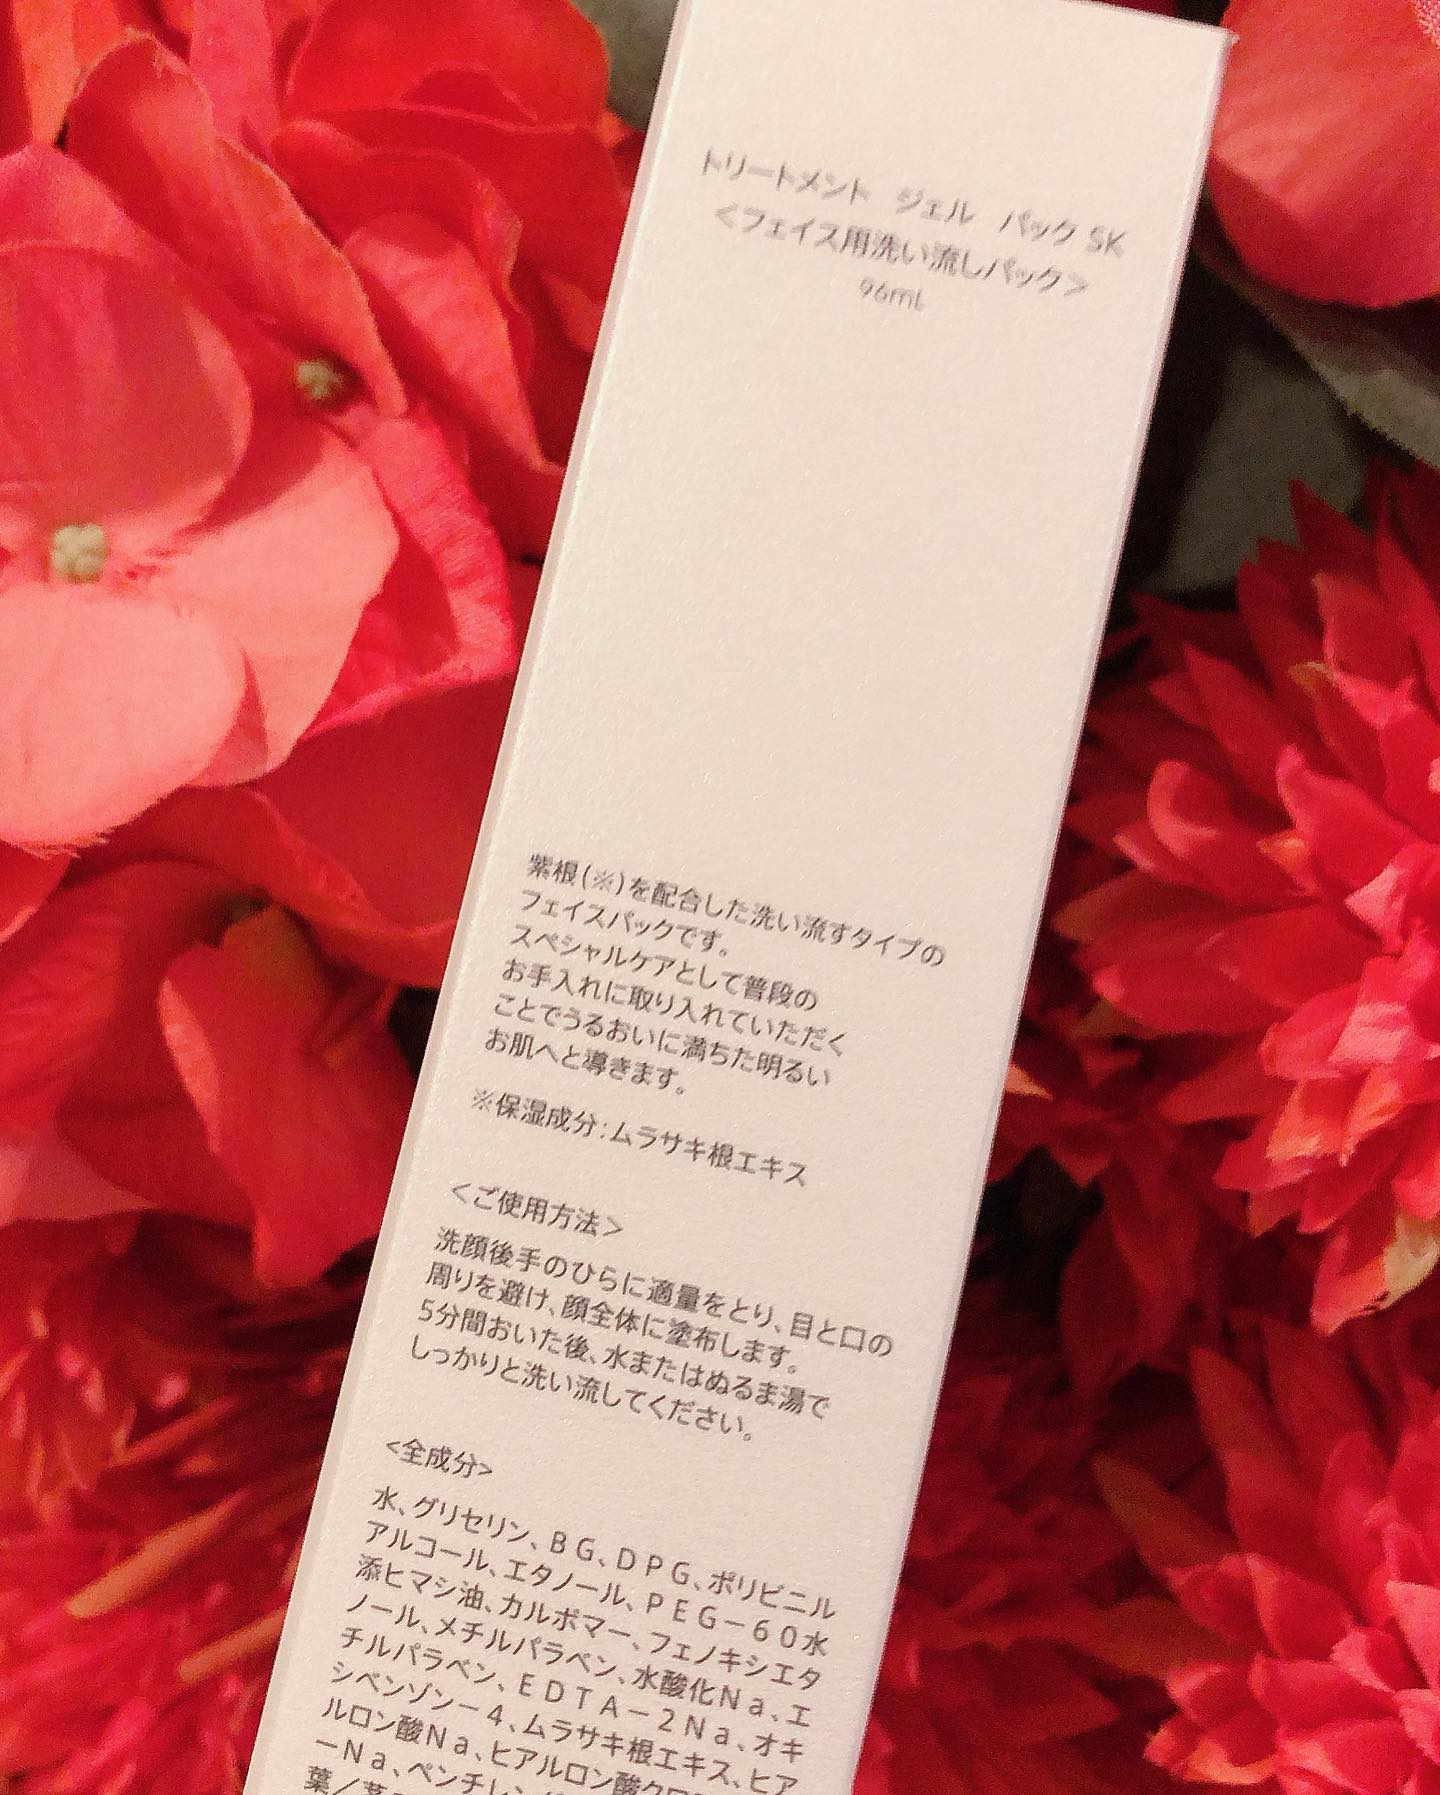 トリートメント ジェル パック SK
<フェイス用洗い流しパック>
96mL
紫根(※)を配合した洗い流すタイプの
フェイスパックです。
スペシャルケアとして普段の
お手入れに取り入れていただく
ことでうるおいに満ちた明るい
お肌へと導きます。
※保湿成分:ムラサキ根エキス
<ご使用方法>
洗顔後手のひらに適量をとり、目と口の
周りを避け、顔全体に塗布します。
5分間おいた後、水またはぬるま湯で
しっかりと洗い流してください。
<全成分>
水、グリセリン、BG、DPG、ポリビニル
アルコール、エタノール、PEG-60水
添ヒマシ油、カルボマー、フェノキシエタ
ノール、メチルパラベン、水酸化Na、エ
チルパラベン、EDTA-2Na、オキ
シベンゾン-4、ムラサキ根エキス、ヒア
ルロン酸Na、ヒアルロン酸クロ
ーNa、ペンチレン
葉/茎